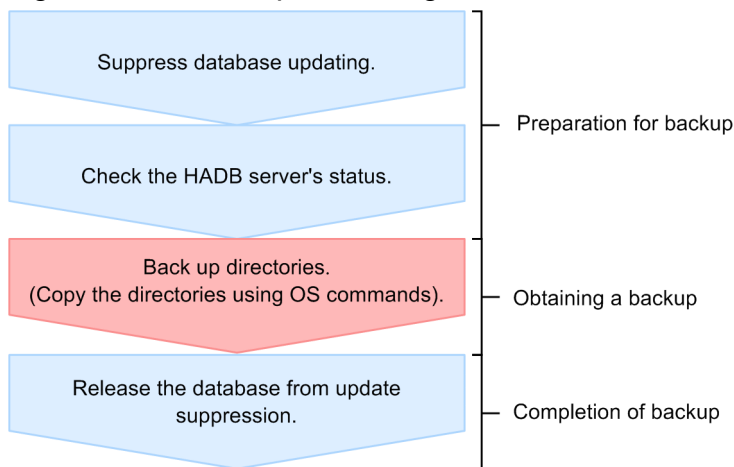 Suppress database updating.
Preparation for backup
Check the HADB server's status.
Back up directories.
(Copy the directories using OS commands).
Obtaining a backup
Release the database from update
suppression.
Completion of backup